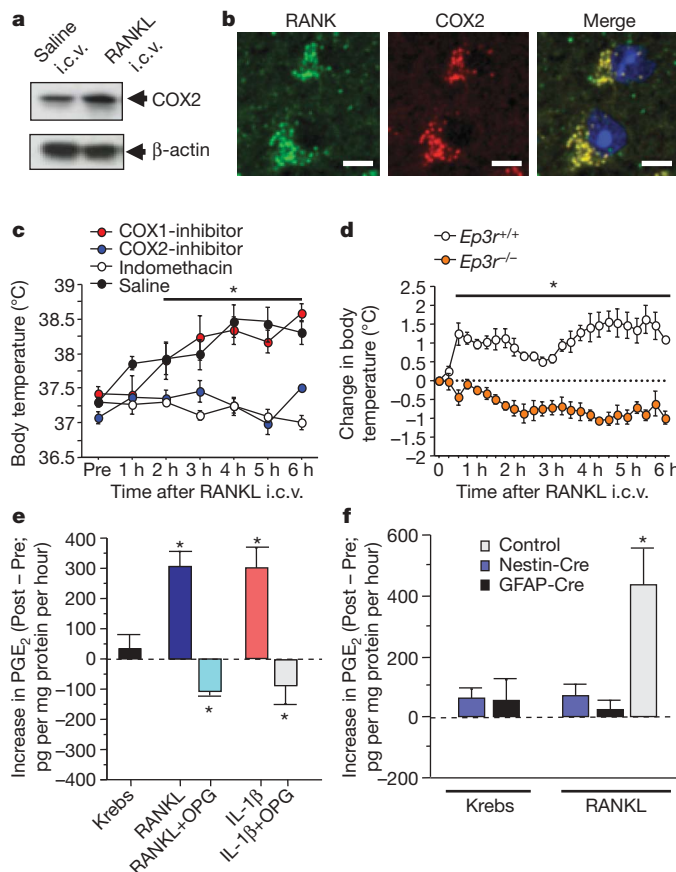 a
Saline i.c.v.
RANKL i.c.v.
COX2
β-actin
b
RANK
COX2
Merge
c
COX1-inhibitor
COX2-inhibitor
Indomethacin
Saline
*
Body temperature (°C)
39
38.5
38
37.5
37
36.5
Pre 1 h 2 h 3 h 4 h 5 h 6 h
Time after RANKL i.c.v.
d
Ep3r+/+
Ep3r−/−
*
Change in body temperature (°C)
2.5
2
1.5
1
0.5
0
−0.5
−1
−1.5
−2
0 1 h 2 h 3 h 4 h 5 h 6 h
Time after RANKL i.c.v.
e
Increase in PGE2 (Post – Pre; pg per mg protein per hour)
400
300
200
100
0
−100
−200
−300
−400
* * * *
Krebs
RANKL
RANKL+OPG
IL-1β
IL-1β+OPG
f
Control
Nestin-Cre
GFAP-Cre
*
Increase in PGE2 (Post – Pre; pg per mg protein per hour)
600
400
200
0
−200
Krebs
RANKL